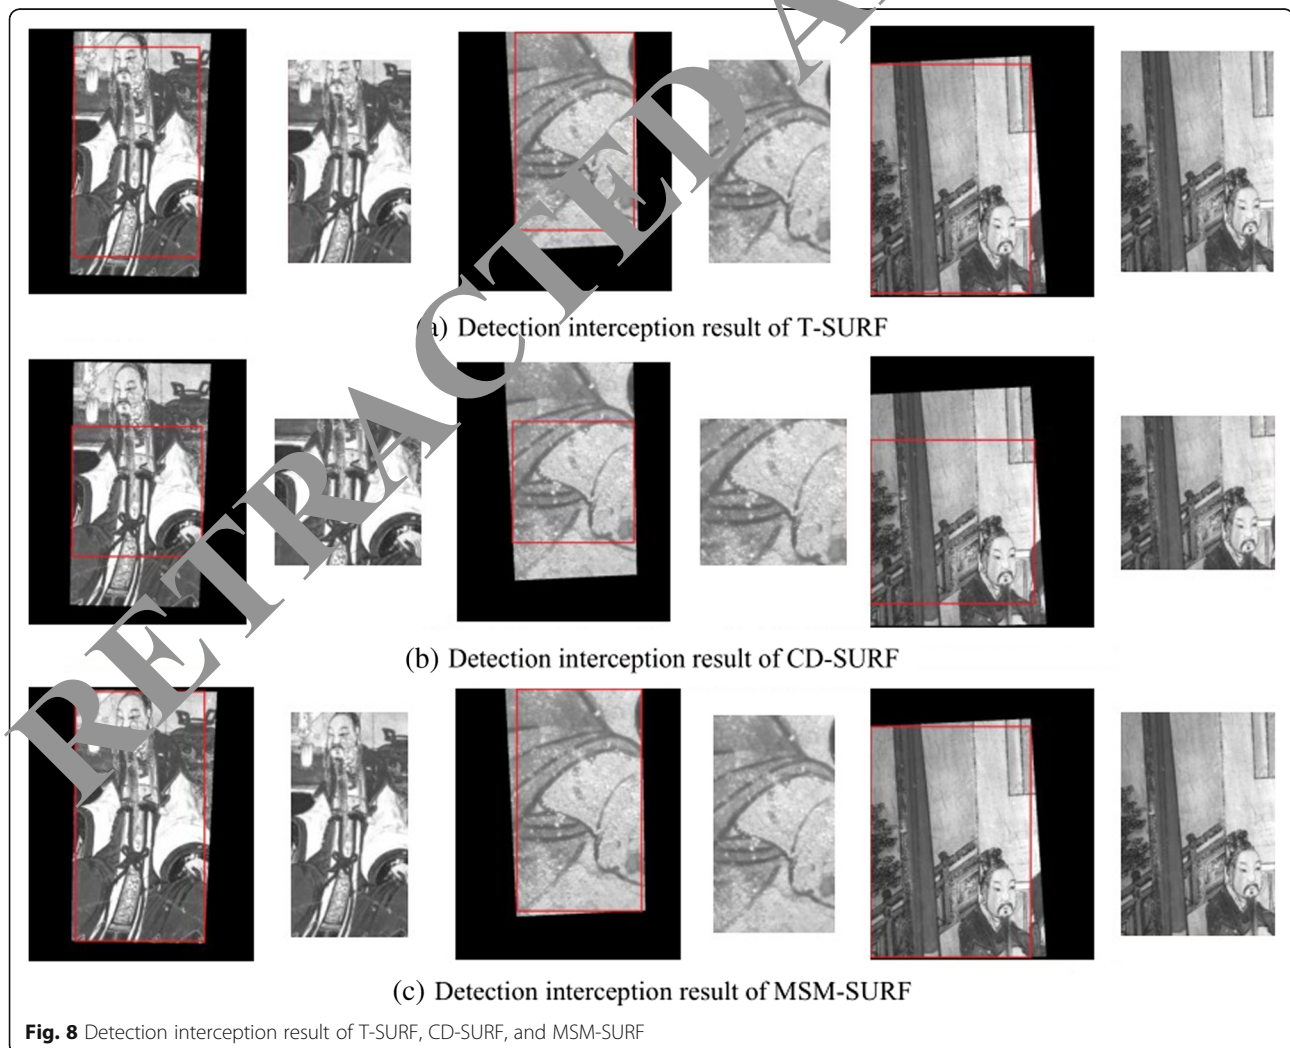 (a) Detection interception result of T-SURF
(b) Detection interception result of CD-SURF
(c) Detection interception result of MSM-SURF
Fig. 8 Detection interception result of T-SURF, CD-SURF, and MSM-SURF
RETRACTED